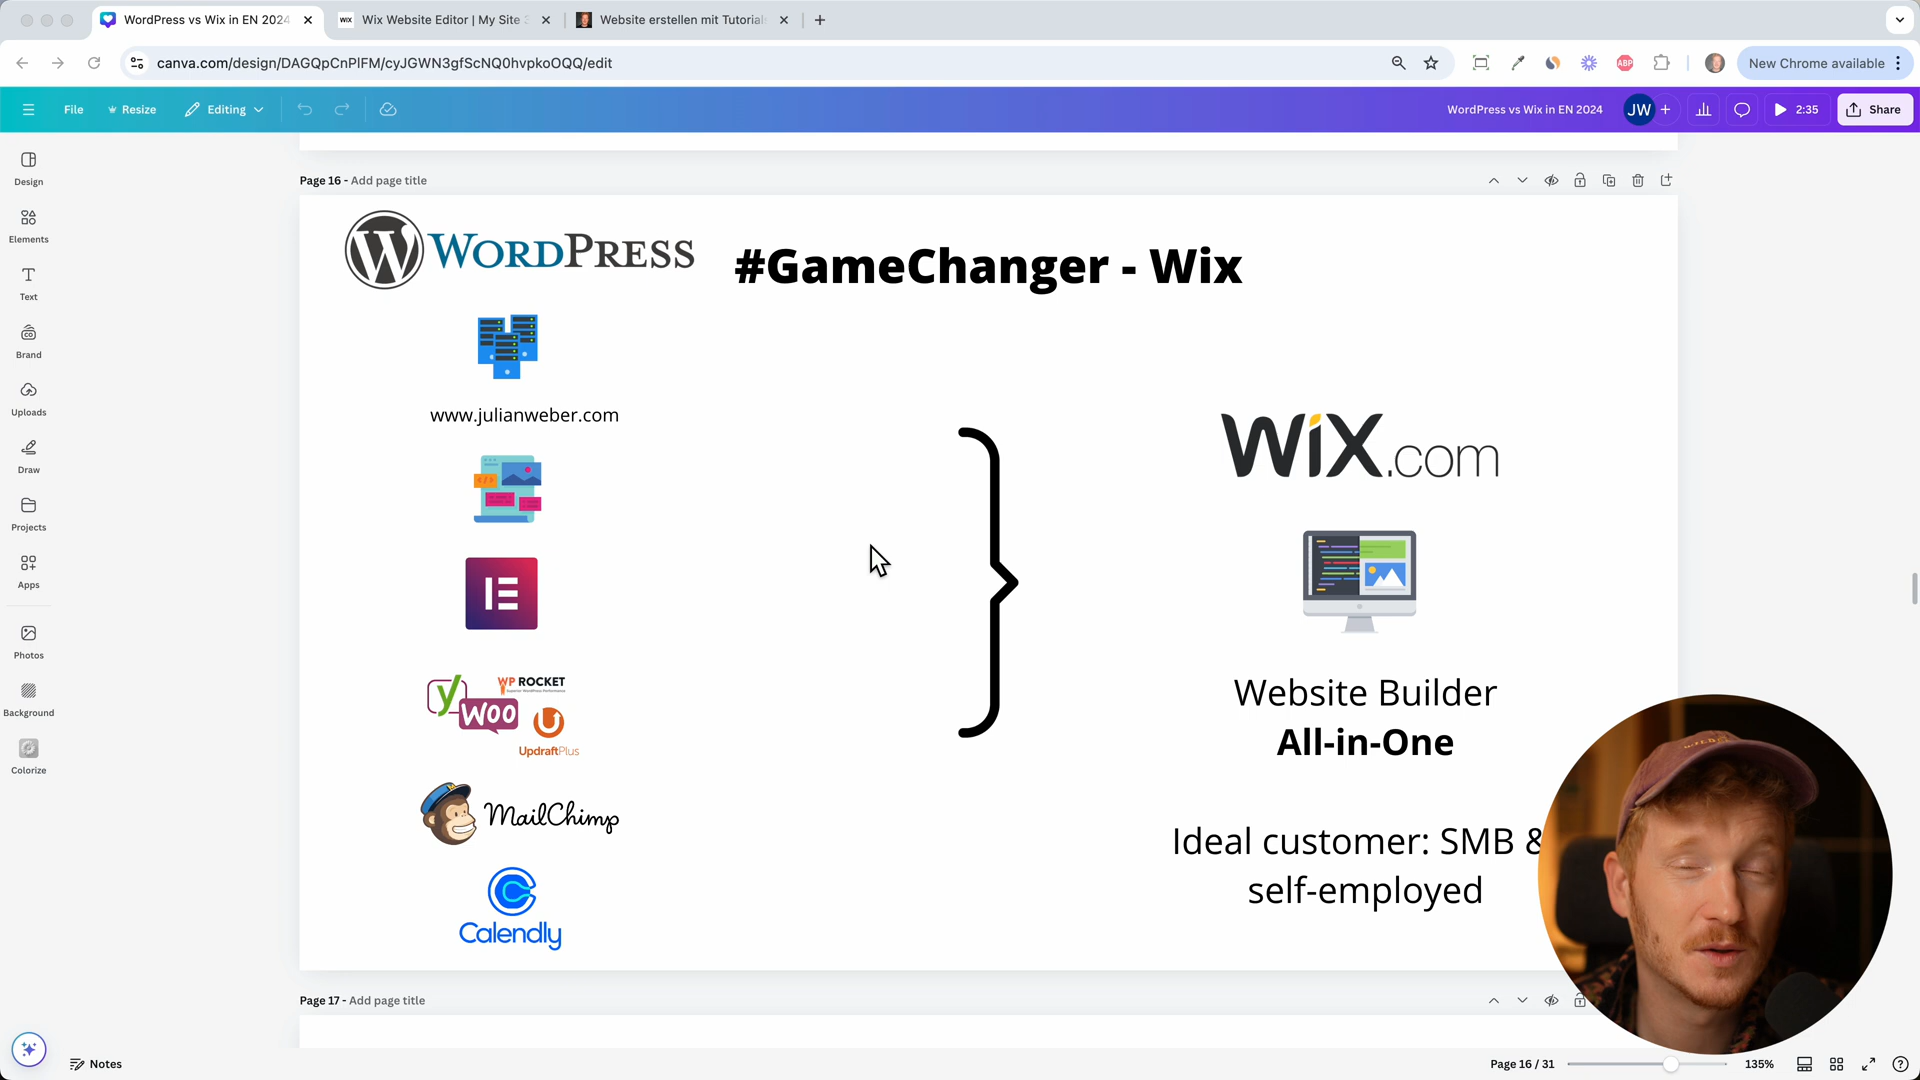 WordPress vs Wix in EN 2024
WiX
Wix Website Editor | My Site 3
Website erstellen mit Tutorials
canva.com/design/DAGQpCnPlFM/cyJGWN3gfScNQ0hvpkoOQQ/edit
ABP
New Chrome available
File
Resize
Editing
WordPress vs Wix in EN 2024
JW
2:35
Share
Design
Elements
Text
Brand
Uploads
Draw
Projects
Apps
Photos
Background
Colorize
Page 16 - Add page title
WORDPRESS
#GameChanger - Wix
www.julianweber.com
WP ROCKET
WOO
UpdraftPlus
MailChimp
Calendly
WiX.com
Website Builder
All-in-One
Ideal customer: SMB &
self-employed
Page 17 - Add page title
Notes
Page 16 / 31
135%